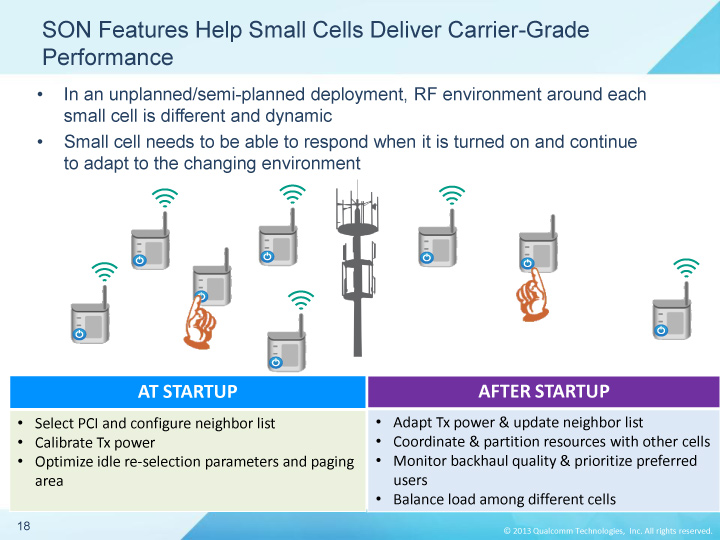 SON Features Help Small Cells Deliver Carrier-Grade
Performance
• In an unplanned/semi-planned deployment, RF environment around each
small cell is different and dynamic
• Small cell needs to be able to respond when it is turned on and continue
to adapt to the changing environment
AT STARTUP
• Select PCI and configure neighbor list
• Calibrate Tx power
• Optimize idle re-selection parameters and paging
area
AFTER STARTUP
• Adapt Tx power & update neighbor list
• Coordinate & partition resources with other cells
• Monitor backhaul quality & prioritize preferred
users
• Balance load among different cells
18
© 2013 Qualcomm Technologies, Inc. All rights reserved.